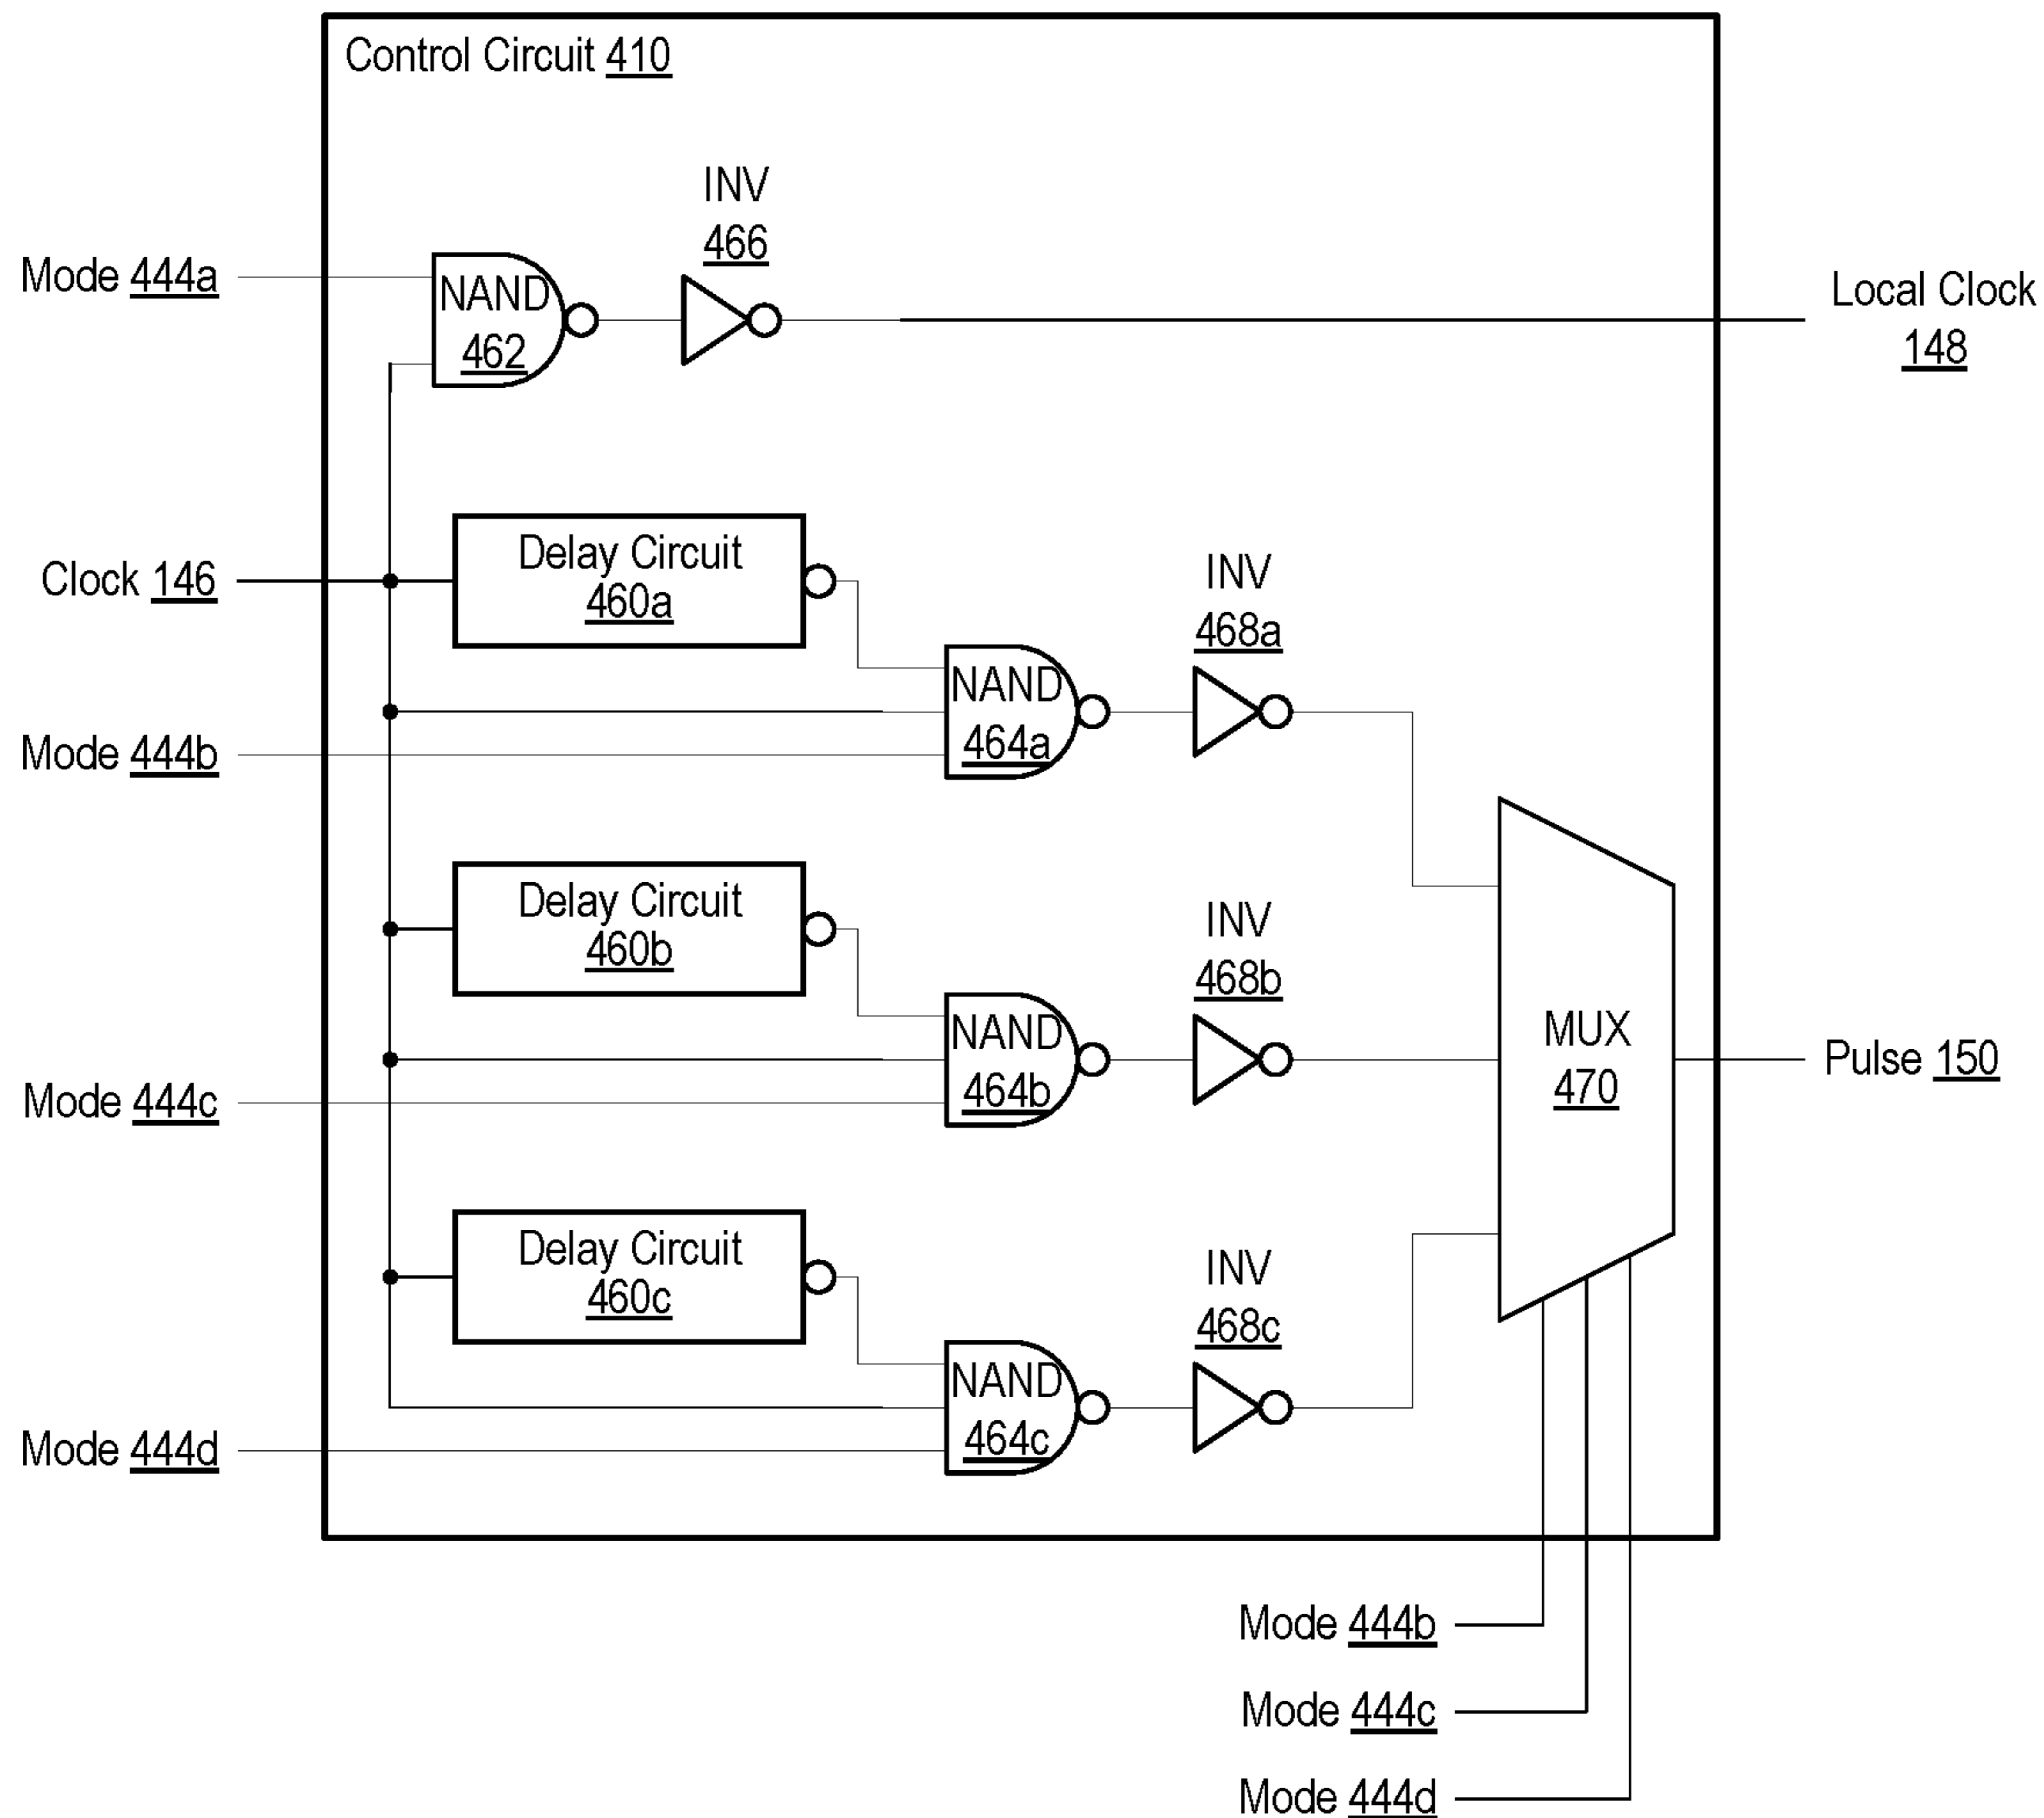 Control Circuit 410
INV
466
Mode 444a
NAND
462
Local Clock
148
Clock 146
Delay Circuit
460a
INV
468a
NAND
464a
Mode 444b
Delay Circuit
460b
INV
468b
NAND
464b
MUX
470
Pulse 150
Mode 444c
Delay Circuit
460c
INV
468c
NAND
464c
Mode 444d
Mode 444b
Mode 444c
Mode 444d